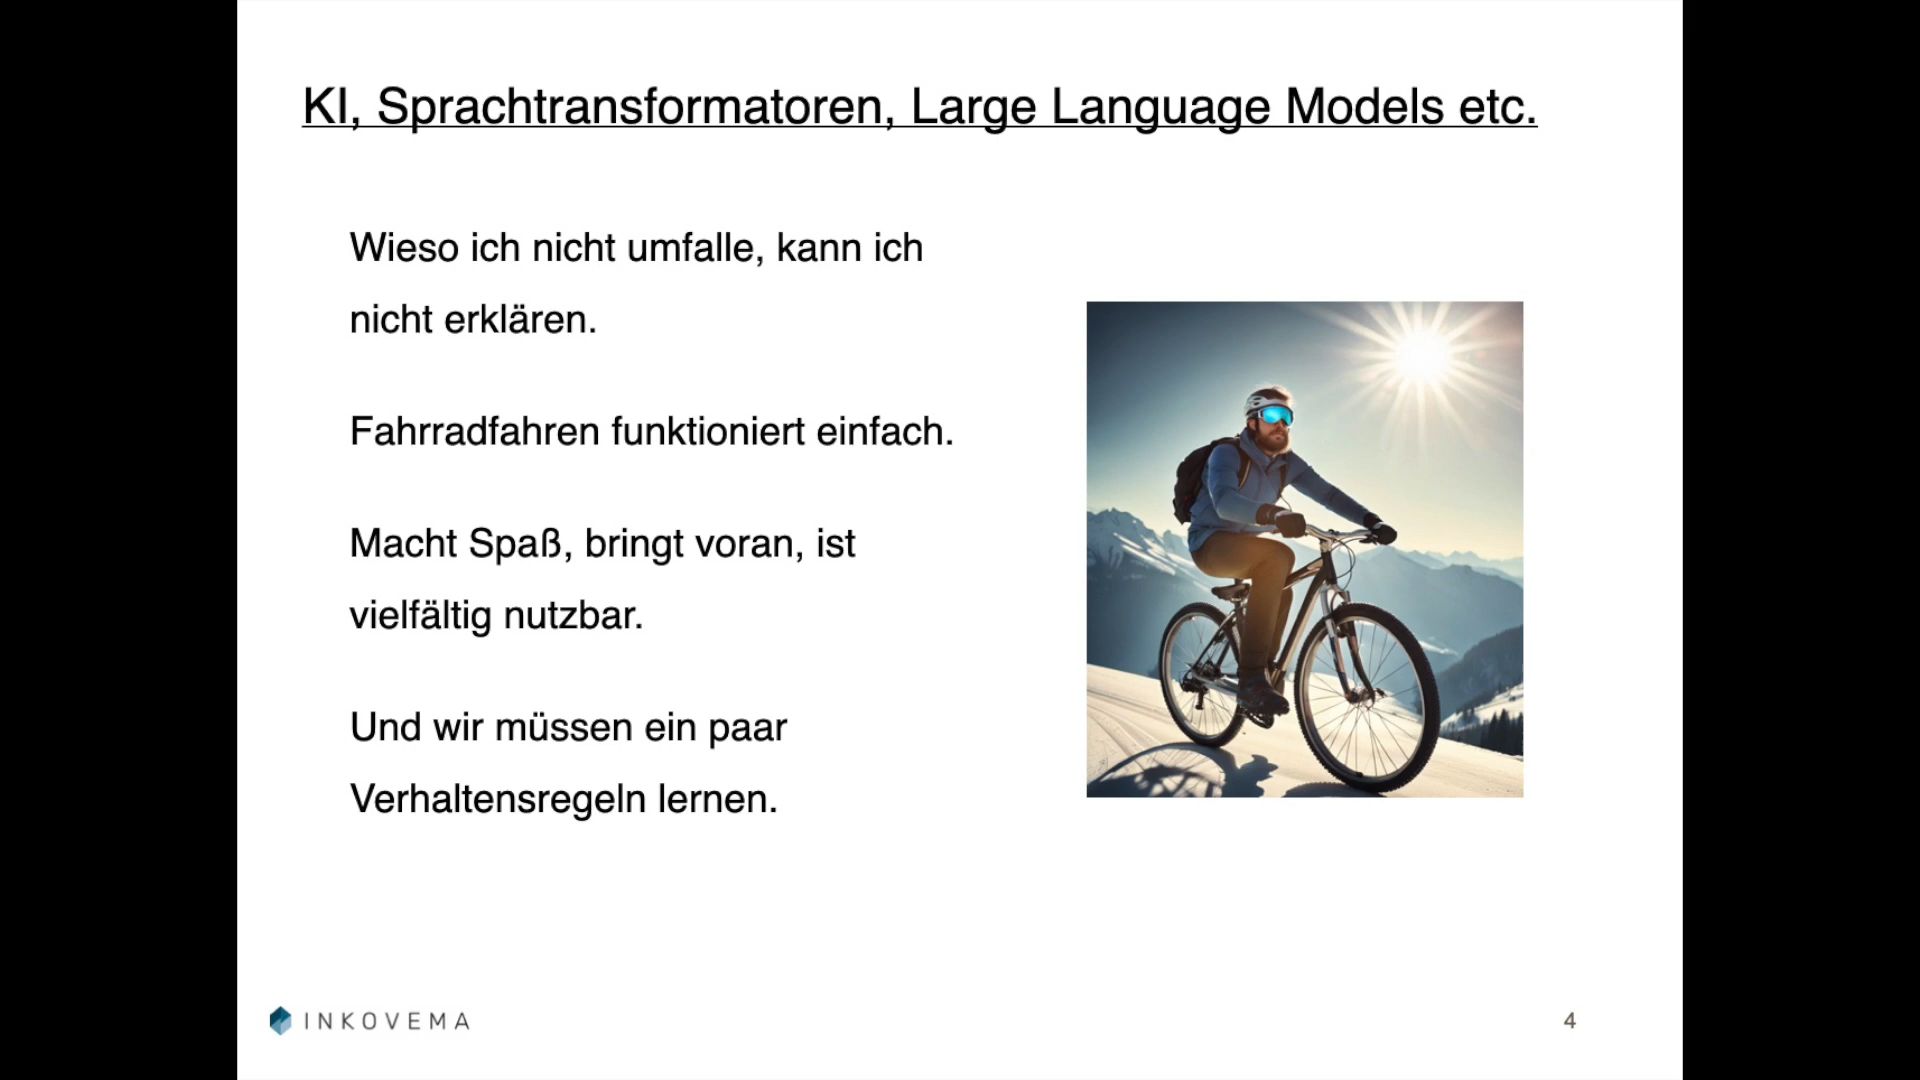 KI, Sprachtransformatoren, Large Language Models etc.
Wieso ich nicht umfalle, kann ich
nicht erklären.
Fahrradfahren funktioniert einfach.
Macht Spaß, bringt voran, ist
vielfältig nutzbar.
Und wir müssen ein paar
Verhaltensregeln lernen.
INKOVEMA
4